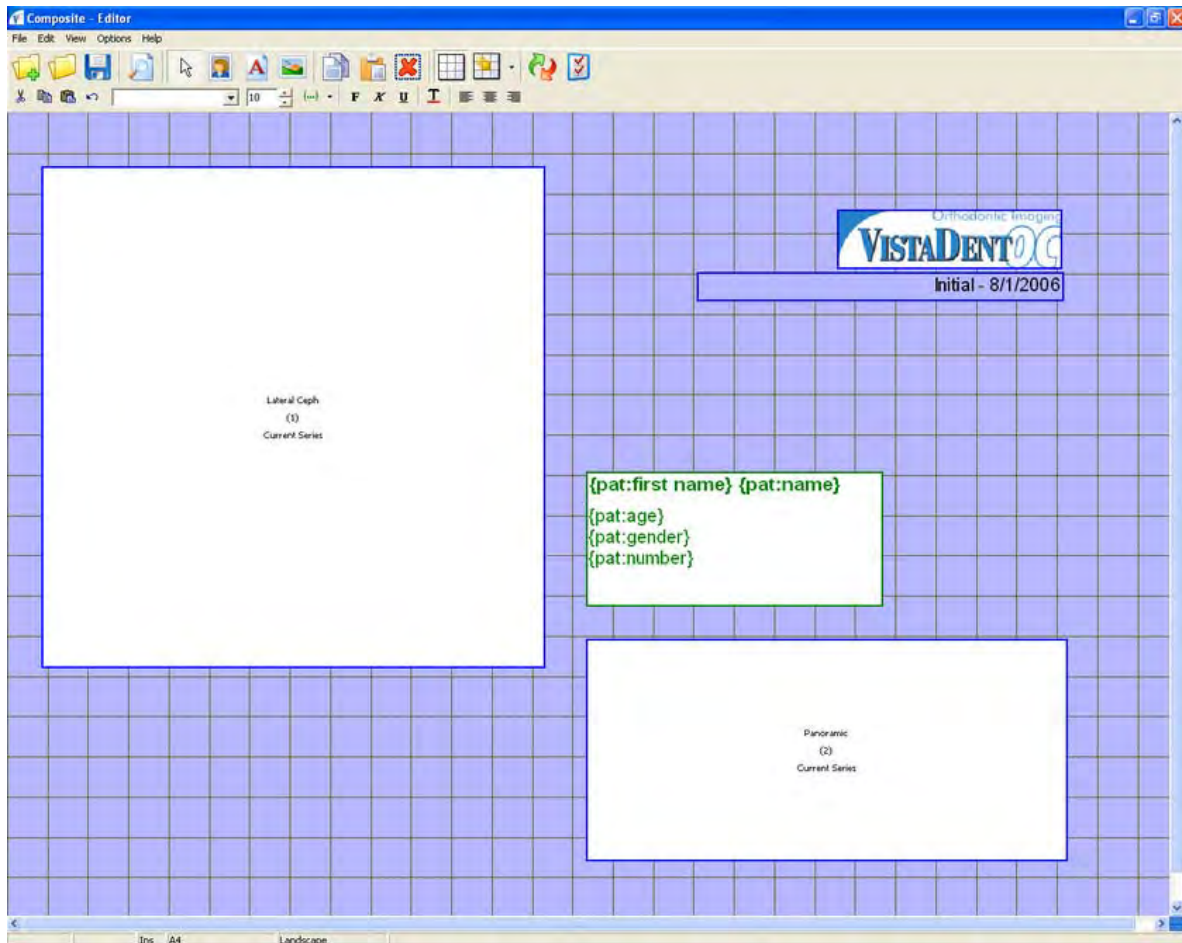 Composite - Editor
File Edit View Options Help
10 {...} F K U T
Orthodontic Imaging
VISTADENT OC
Initial - 8/1/2006
Lateral Ceph
(1)
Current Series
{pat:first name} {pat:name}
{pat:age}
{pat:gender}
{pat:number}
Panoramic
(2)
Current Series
Ins A4 Landscape